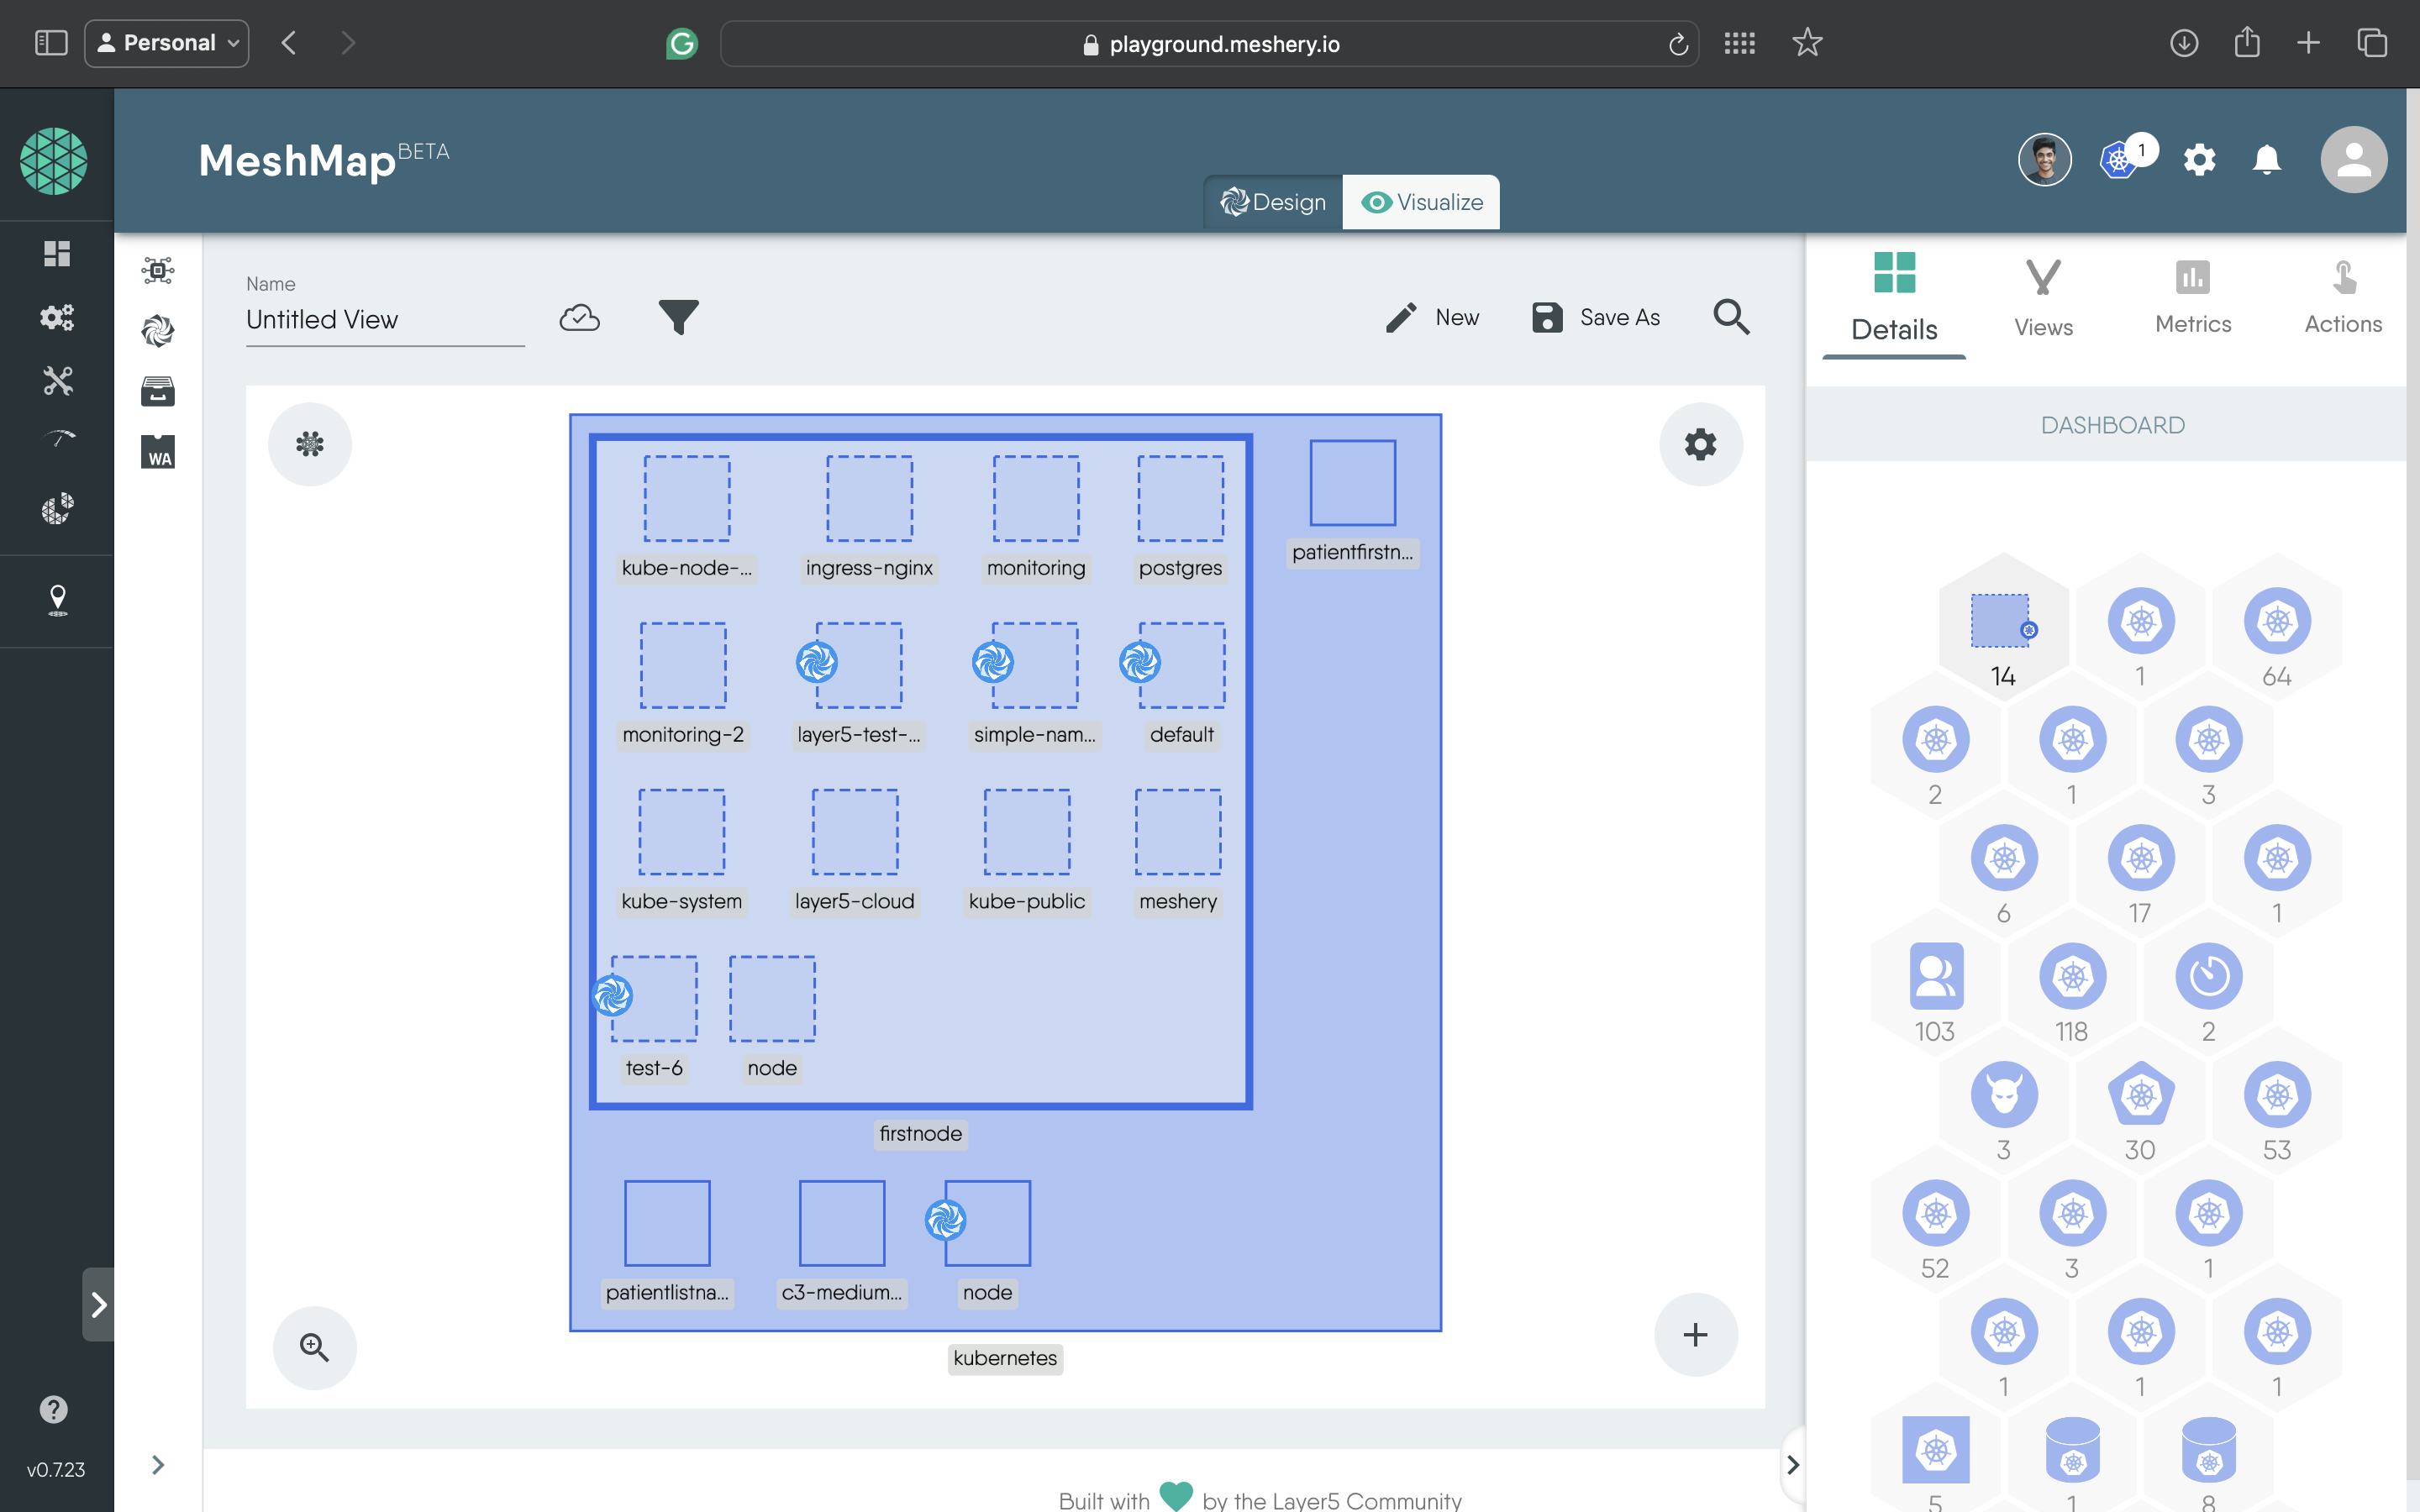 Personal
playground.meshery.io
MeshMap BETA
1
Design
Visualize
Name
Untitled View
New
Save As
Details
Views
Metrics
Actions
DASHBOARD
WA
kube-node-...
ingress-nginx
monitoring
postgres
patientfirstn...
monitoring-2
layer5-test-...
simple-nam...
default
kube-system
layer5-cloud
kube-public
meshery
test-6
node
firstnode
patientlistna...
c3-medium...
node
kubernetes
14
1
64
2
1
3
6
17
1
103
118
2
3
30
53
52
3
1
1
1
1
5
1
8
v0.7.23
Built with
by the Layer5 Community